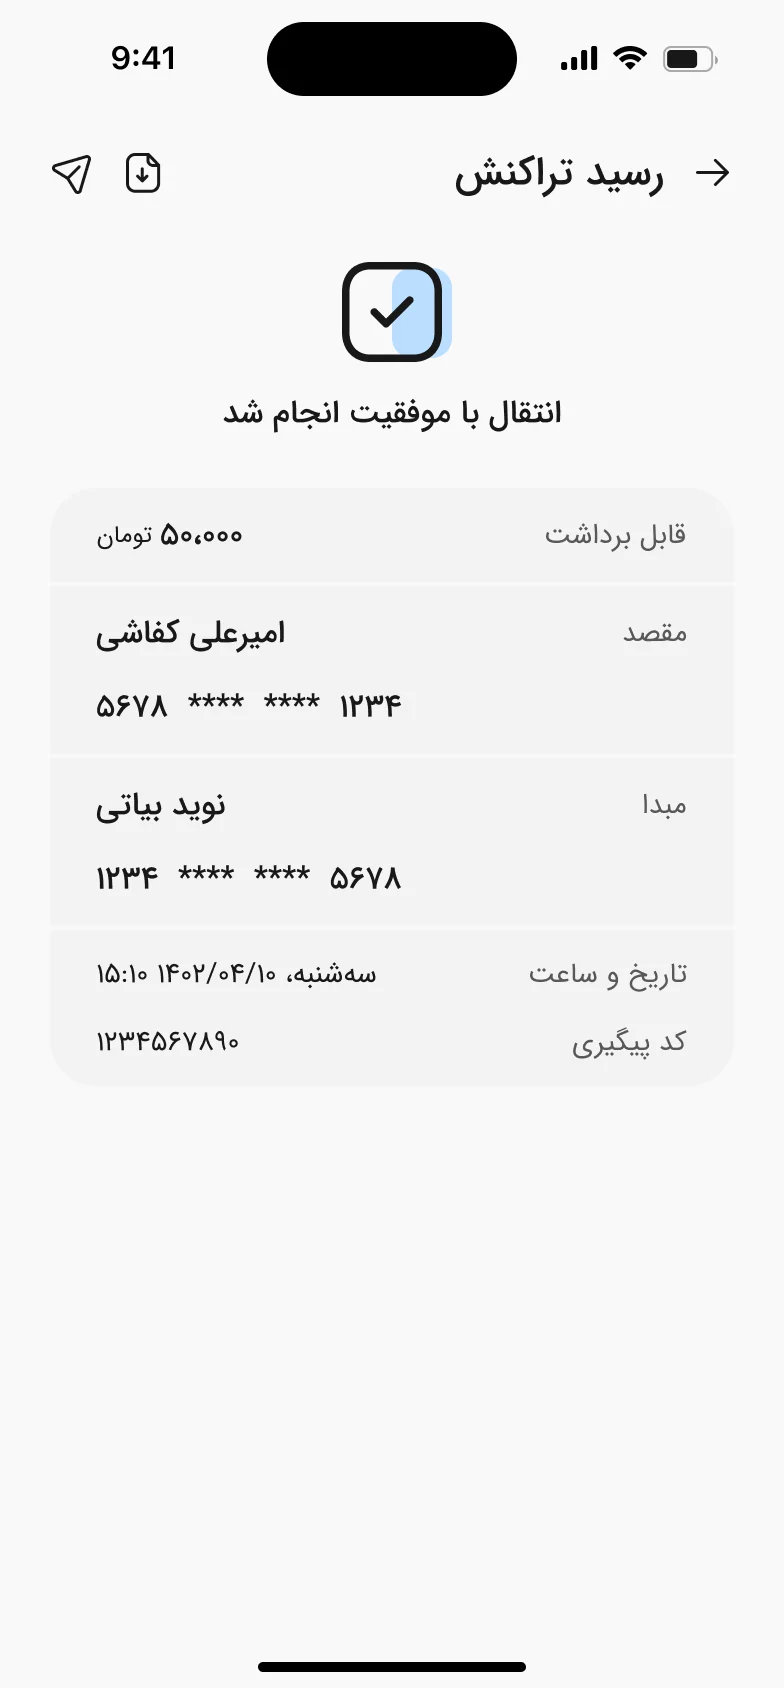 9:41
رسید تراکنش
انتقال با موفقیت انجام شد
قابل برداشت ۵۰،۰۰۰ تومان
مقصد امیرعلی کفاشی
۵۶۷۸ **** **** ۱۲۳۴
مبدا نوید بیاتی
۱۲۳۴ **** **** ۵۶۷۸
تاریخ و ساعت سه‌شنبه، ۱۴۰۲/۰۴/۱۰ ۱۵:۱۰
کد پیگیری ۱۲۳۴۵۶۷۸۹۰